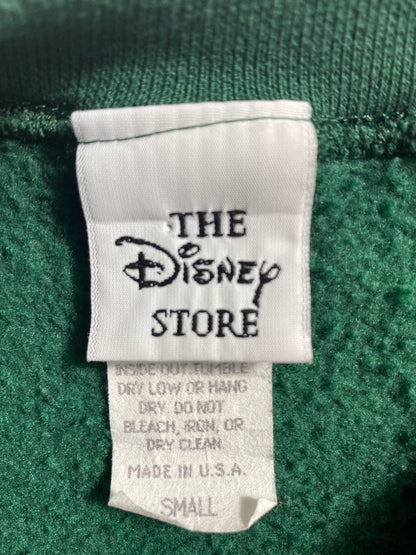 THE
Disney
STORE
INSIDE OUT. TUMBLE
DRY LOW OR HANG
DRY. DO NOT
BLEACH, IRON, OR
DRY CLEAN.
MADE IN U.S.A.
SMALL